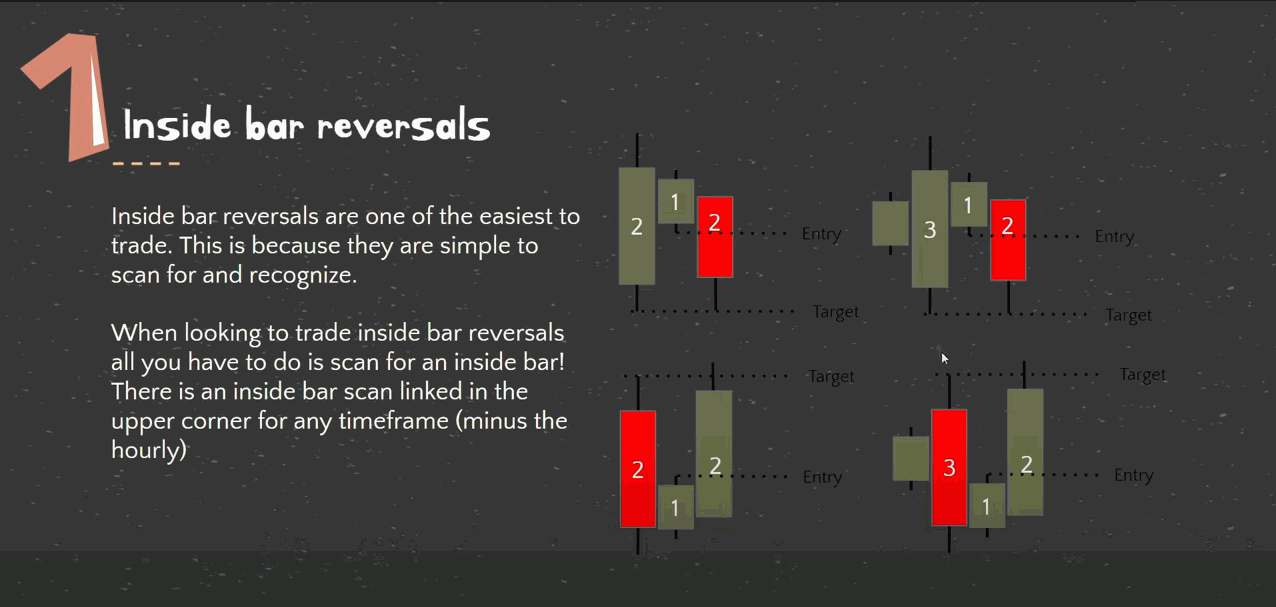 1
Inside bar reversals
Inside bar reversals are one of the easiest to
trade. This is because they are simple to
scan for and recognize.
When looking to trade inside bar reversals
all you have to do is scan for an inside bar!
There is an inside bar scan linked in the
upper corner for any timeframe (minus the
hourly)
2 1 2 Entry
Target
3 1 2 Entry
Target
Target
2 1 2 Entry
Target
3 1 2 Entry